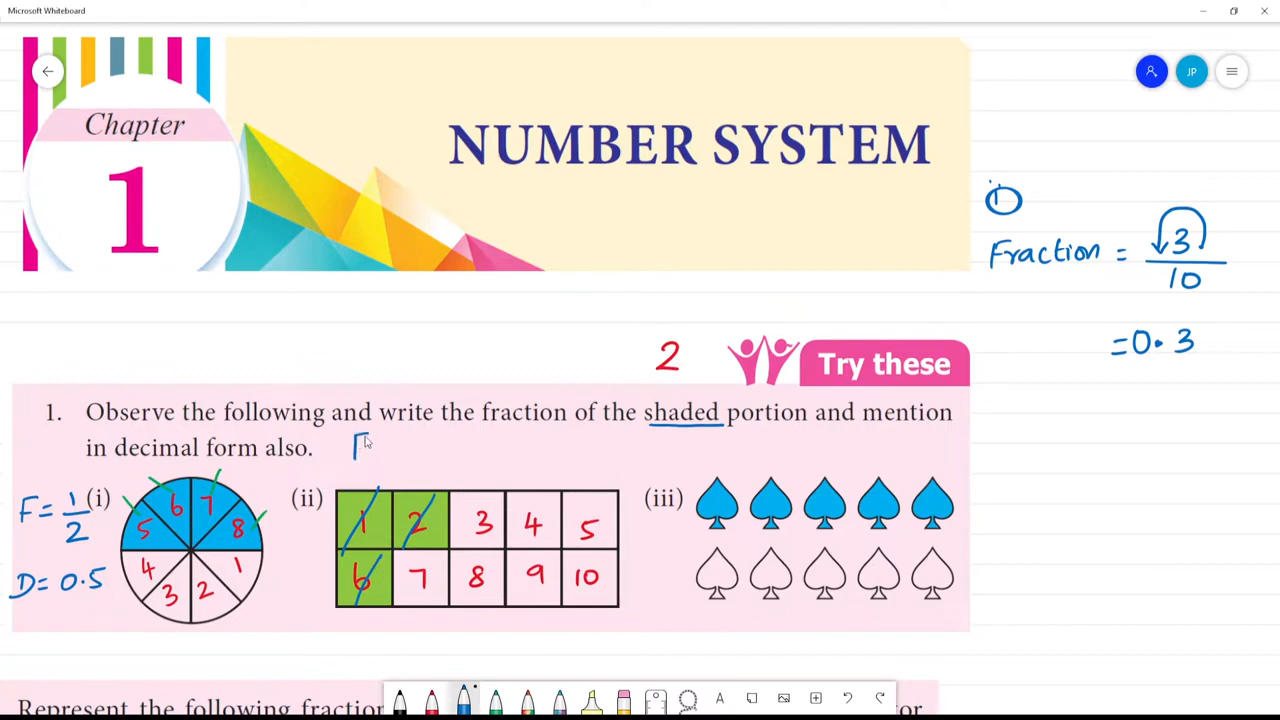 Microsoft Whiteboard
JP
Chapter
1
NUMBER SYSTEM
Fraction = 3
10
= 0.3
2
Try these
1. Observe the following and write the fraction of the shaded portion and mention
in decimal form also.
F = 1
2
D = 0.5
(i)
5 6 7 8
4 3 2 1
(ii)
1 2 3 4 5
6 7 8 9 10
(iii)
A
Represent the following fraction